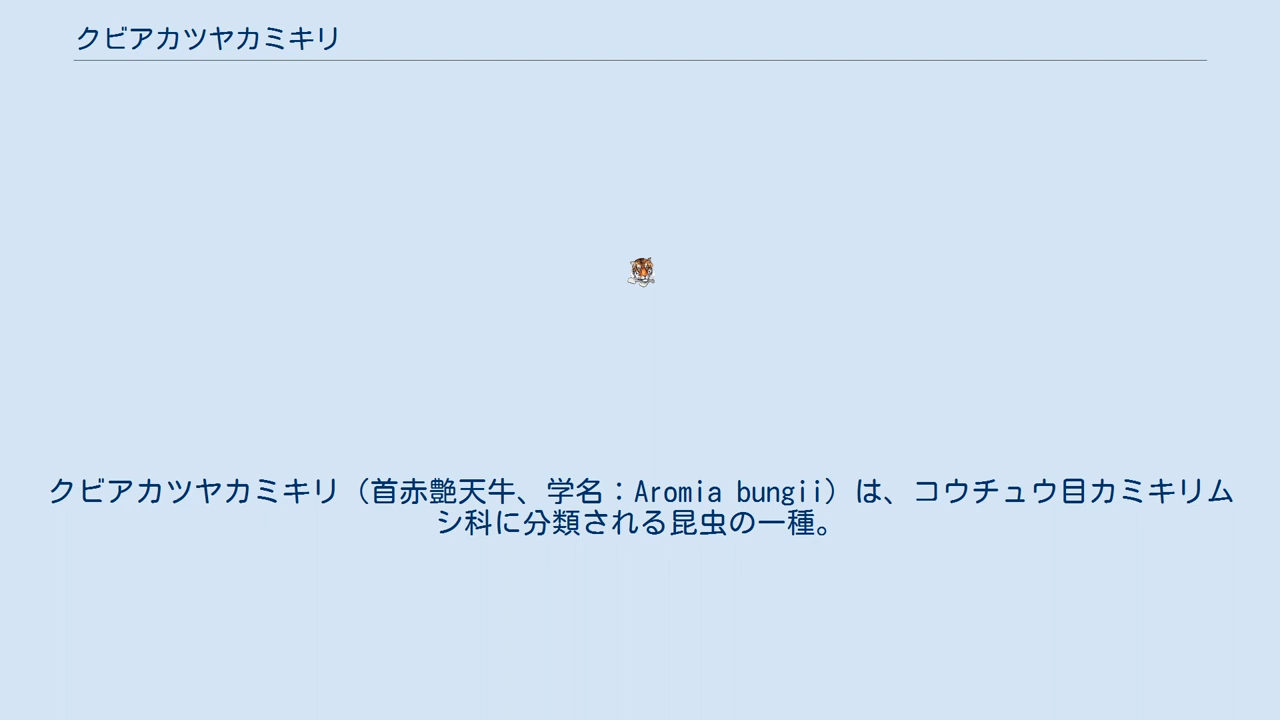 クビアカツヤカミキリ
クビアカツヤカミキリ（首赤艶天牛、学名：Aromia bungii）は、コウチュウ目カミキリム
シ科に分類される昆虫の一種。